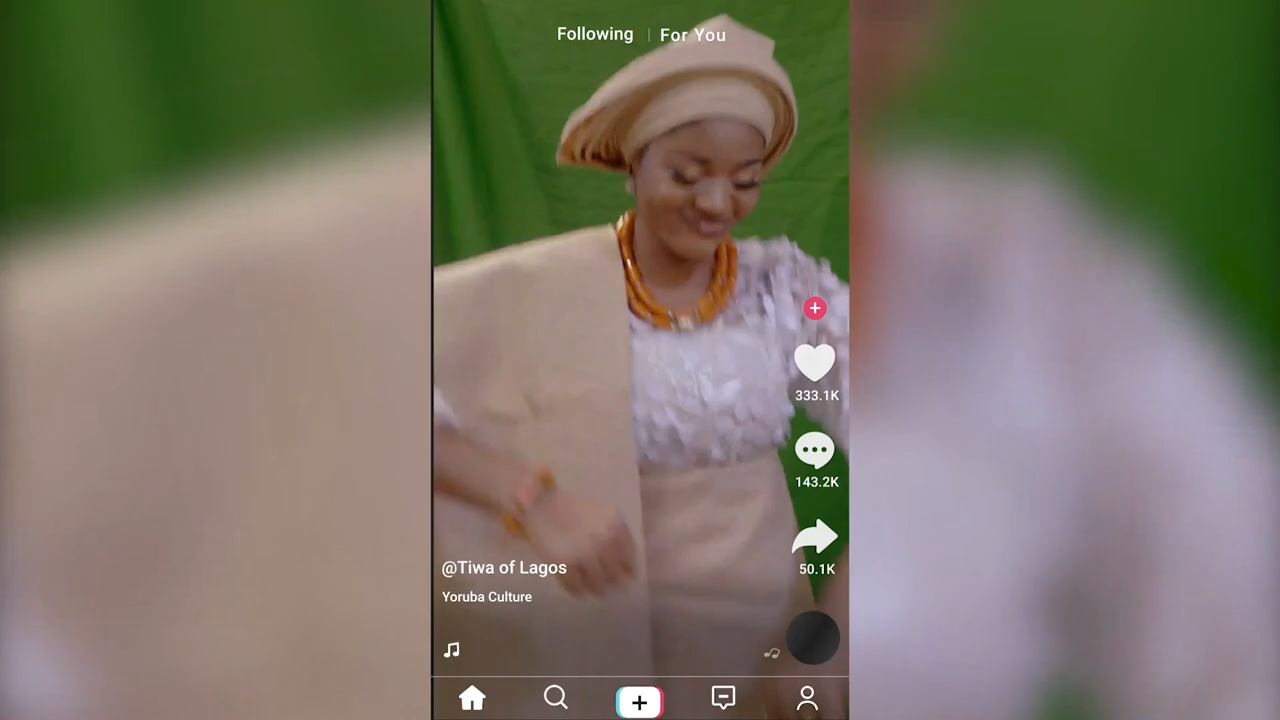 Following | For You
333.1K
143.2K
50.1K
@Tiwa of Lagos
Yoruba Culture